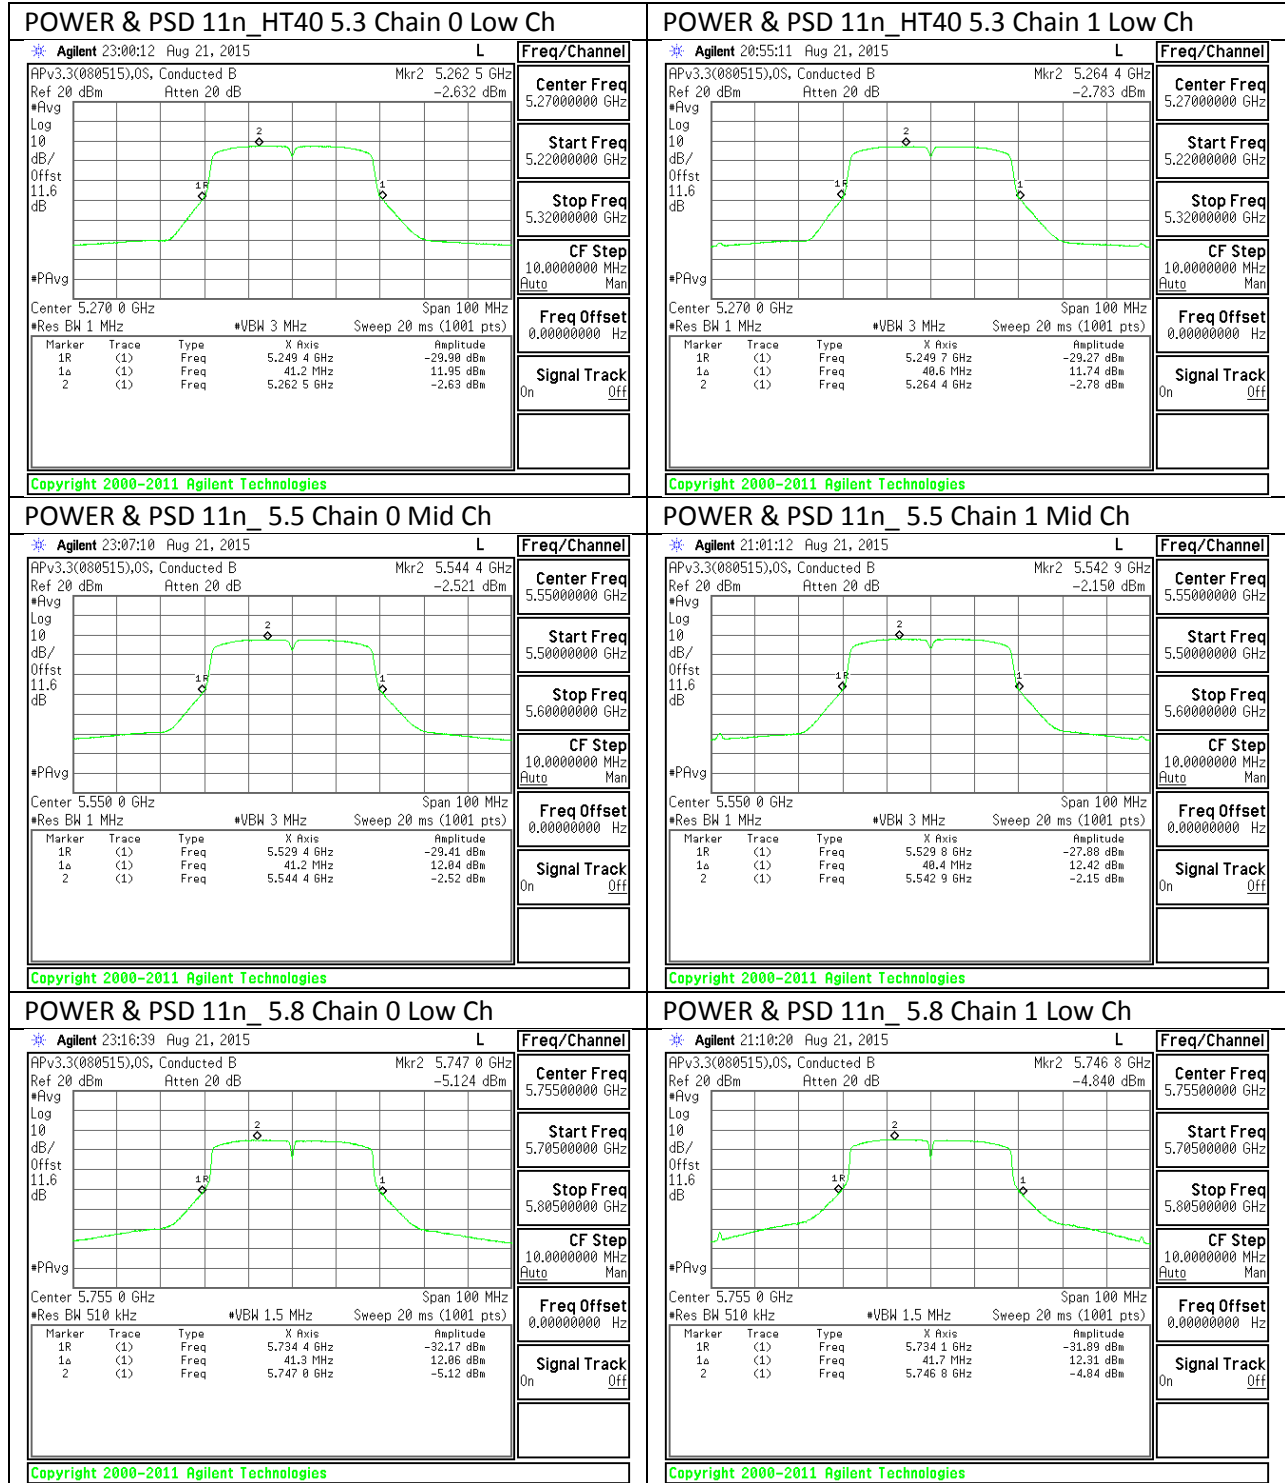 POWER & PSD 11n_HT40 5.3 Chain 0 Low Ch
Agilent 23:00:12 Aug 21, 2015 L
Freq/Channel
APv3.3(080515),OS, Conducted B Mkr2 5.262 5 GHz
Ref 20 dBm Atten 20 dB -2.632 dBm
#Avg
Log
10
dB/
Offst
11.6
dB
#PAvg
2
1R
1
Center 5.270 0 GHz Span 100 MHz
#Res BW 1 MHz #VBW 3 MHz Sweep 20 ms (1001 pts)
Marker Trace Type X Axis Amplitude
1R (1) Freq 5.249 4 GHz -29.90 dBm
1Δ (1) Freq 41.2 MHz 11.95 dBm
2 (1) Freq 5.262 5 GHz -2.63 dBm
Center Freq
5.27000000 GHz
Start Freq
5.22000000 GHz
Stop Freq
5.32000000 GHz
CF Step
10.0000000 MHz
Auto Man
Freq Offset
0.00000000 Hz
Signal Track
On Off
Copyright 2000-2011 Agilent Technologies
POWER & PSD 11n_HT40 5.3 Chain 1 Low Ch
Agilent 20:55:11 Aug 21, 2015 L
Freq/Channel
APv3.3(080515),OS, Conducted B Mkr2 5.264 4 GHz
Ref 20 dBm Atten 20 dB -2.783 dBm
#Avg
Log
10
dB/
Offst
11.6
dB
#PAvg
2
1R
1
Center 5.270 0 GHz Span 100 MHz
#Res BW 1 MHz #VBW 3 MHz Sweep 20 ms (1001 pts)
Marker Trace Type X Axis Amplitude
1R (1) Freq 5.249 7 GHz -29.27 dBm
1Δ (1) Freq 40.6 MHz 11.74 dBm
2 (1) Freq 5.264 4 GHz -2.78 dBm
Center Freq
5.27000000 GHz
Start Freq
5.22000000 GHz
Stop Freq
5.32000000 GHz
CF Step
10.0000000 MHz
Auto Man
Freq Offset
0.00000000 Hz
Signal Track
On Off
Copyright 2000-2011 Agilent Technologies
POWER & PSD 11n_ 5.5 Chain 0 Mid Ch
Agilent 23:07:10 Aug 21, 2015 L
Freq/Channel
APv3.3(080515),OS, Conducted B Mkr2 5.544 4 GHz
Ref 20 dBm Atten 20 dB -2.521 dBm
#Avg
Log
10
dB/
Offst
11.6
dB
#PAvg
2
1R
1
Center 5.550 0 GHz Span 100 MHz
#Res BW 1 MHz #VBW 3 MHz Sweep 20 ms (1001 pts)
Marker Trace Type X Axis Amplitude
1R (1) Freq 5.529 4 GHz -29.41 dBm
1Δ (1) Freq 41.2 MHz 12.04 dBm
2 (1) Freq 5.544 4 GHz -2.52 dBm
Center Freq
5.55000000 GHz
Start Freq
5.50000000 GHz
Stop Freq
5.60000000 GHz
CF Step
10.0000000 MHz
Auto Man
Freq Offset
0.00000000 Hz
Signal Track
On Off
Copyright 2000-2011 Agilent Technologies
POWER & PSD 11n_ 5.5 Chain 1 Mid Ch
Agilent 21:01:12 Aug 21, 2015 L
Freq/Channel
APv3.3(080515),OS, Conducted B Mkr2 5.542 9 GHz
Ref 20 dBm Atten 20 dB -2.150 dBm
#Avg
Log
10
dB/
Offst
11.6
dB
#PAvg
2
1R
1
Center 5.550 0 GHz Span 100 MHz
#Res BW 1 MHz #VBW 3 MHz Sweep 20 ms (1001 pts)
Marker Trace Type X Axis Amplitude
1R (1) Freq 5.529 8 GHz -27.88 dBm
1Δ (1) Freq 40.4 MHz 12.42 dBm
2 (1) Freq 5.542 9 GHz -2.15 dBm
Center Freq
5.55000000 GHz
Start Freq
5.50000000 GHz
Stop Freq
5.60000000 GHz
CF Step
10.0000000 MHz
Auto Man
Freq Offset
0.00000000 Hz
Signal Track
On Off
Copyright 2000-2011 Agilent Technologies
POWER & PSD 11n_ 5.8 Chain 0 Low Ch
Agilent 23:16:39 Aug 21, 2015 L
Freq/Channel
APv3.3(080515),OS, Conducted B Mkr2 5.747 0 GHz
Ref 20 dBm Atten 20 dB -5.124 dBm
#Avg
Log
10
dB/
Offst
11.6
dB
#PAvg
2
1R
1
Center 5.755 0 GHz Span 100 MHz
#Res BW 510 kHz #VBW 1.5 MHz Sweep 20 ms (1001 pts)
Marker Trace Type X Axis Amplitude
1R (1) Freq 5.734 4 GHz -32.17 dBm
1Δ (1) Freq 41.3 MHz 12.06 dBm
2 (1) Freq 5.747 0 GHz -5.12 dBm
Center Freq
5.75500000 GHz
Start Freq
5.70500000 GHz
Stop Freq
5.80500000 GHz
CF Step
10.0000000 MHz
Auto Man
Freq Offset
0.00000000 Hz
Signal Track
On Off
Copyright 2000-2011 Agilent Technologies
POWER & PSD 11n_ 5.8 Chain 1 Low Ch
Agilent 21:10:20 Aug 21, 2015 L
Freq/Channel
APv3.3(080515),OS, Conducted B Mkr2 5.746 8 GHz
Ref 20 dBm Atten 20 dB -4.840 dBm
#Avg
Log
10
dB/
Offst
11.6
dB
#PAvg
2
1R
1
Center 5.755 0 GHz Span 100 MHz
#Res BW 510 kHz #VBW 1.5 MHz Sweep 20 ms (1001 pts)
Marker Trace Type X Axis Amplitude
1R (1) Freq 5.734 1 GHz -31.89 dBm
1Δ (1) Freq 41.7 MHz 12.31 dBm
2 (1) Freq 5.746 8 GHz -4.84 dBm
Center Freq
5.75500000 GHz
Start Freq
5.70500000 GHz
Stop Freq
5.80500000 GHz
CF Step
10.0000000 MHz
Auto Man
Freq Offset
0.00000000 Hz
Signal Track
On Off
Copyright 2000-2011 Agilent Technologies